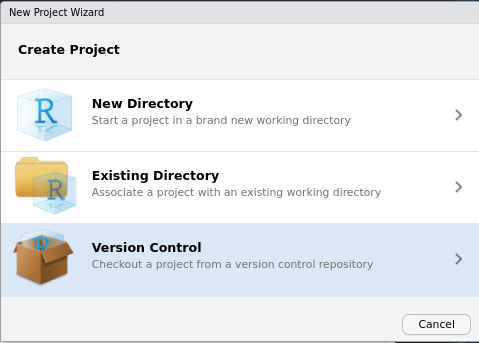 New Project Wizard
Create Project
R
New Directory
Start a project in a brand new working directory
R
Existing Directory
Associate a project with an existing working directory
R
Version Control
Checkout a project from a version control repository
Cancel